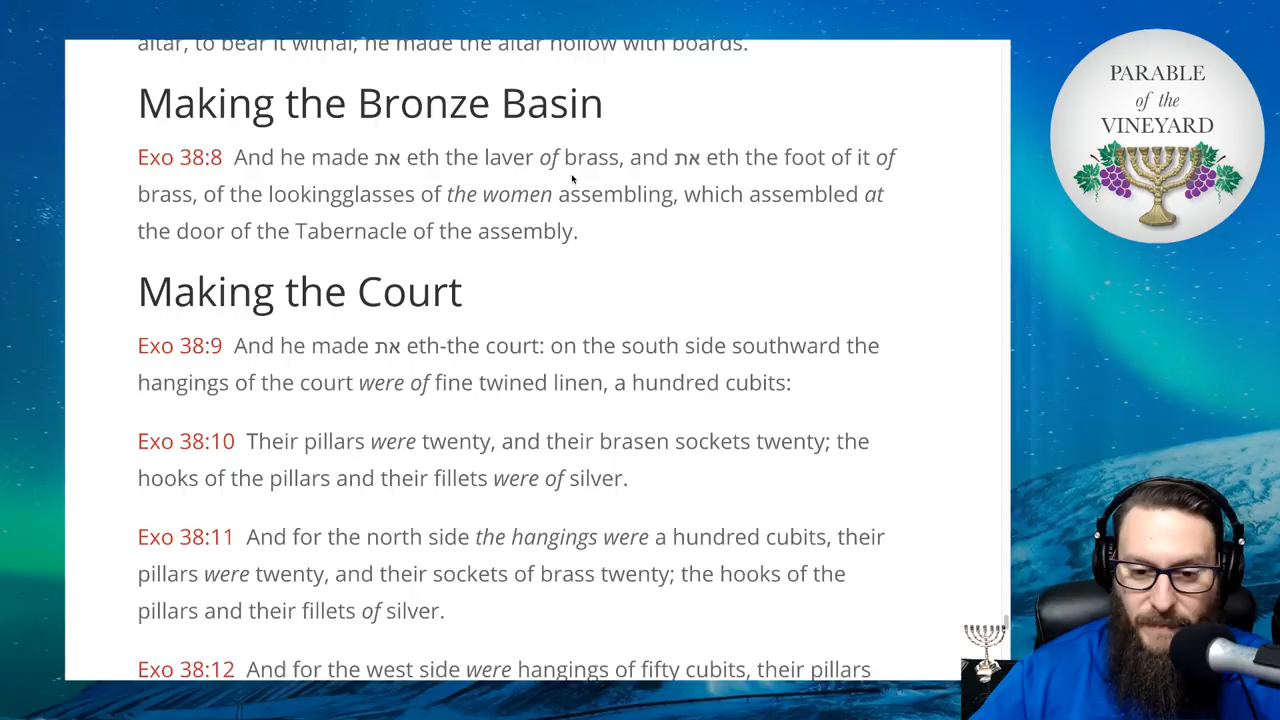 altar, to bear it withal; he made the altar hollow with boards.
Making the Bronze Basin
Exo 38:8 And he made את eth the laver of brass, and את eth the foot of it of
brass, of the lookingglasses of the women assembling, which assembled at
the door of the Tabernacle of the assembly.
Making the Court
Exo 38:9 And he made את eth-the court: on the south side southward the
hangings of the court were of fine twined linen, a hundred cubits:
Exo 38:10 Their pillars were twenty, and their brasen sockets twenty; the
hooks of the pillars and their fillets were of silver.
Exo 38:11 And for the north side the hangings were a hundred cubits, their
pillars were twenty, and their sockets of brass twenty; the hooks of the
pillars and their fillets of silver.
Exo 38:12 And for the west side were hangings of fifty cubits, their pillars
PARABLE
of the
VINEYARD